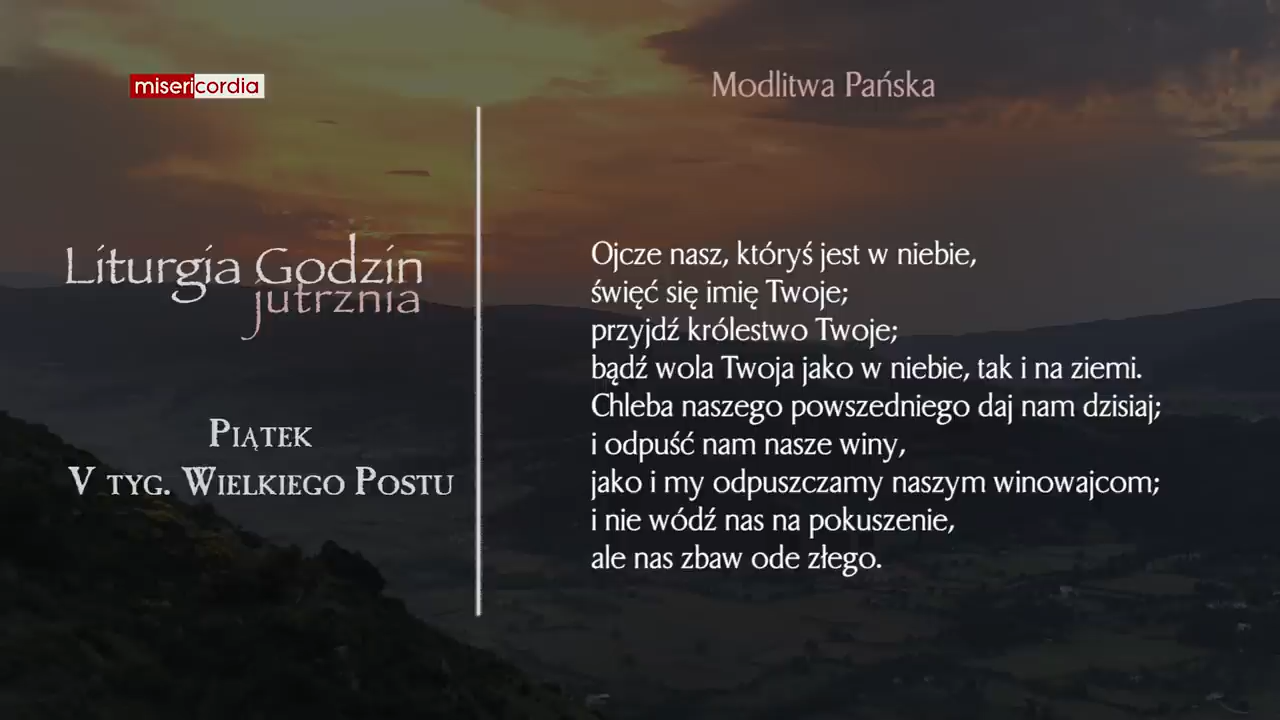 misericordia
Liturgia Godzin
jutrznia
Piątek
V tyg. Wielkiego Postu
Modlitwa Pańska
Ojcze nasz, któryś jest w niebie,
święć się imię Twoje;
przyjdź królestwo Twoje;
bądź wola Twoja jako w niebie, tak i na ziemi.
Chleba naszego powszedniego daj nam dzisiaj;
i odpuść nam nasze winy,
jako i my odpuszczamy naszym winowajcom;
i nie wódź nas na pokuszenie,
ale nas zbaw ode złego.